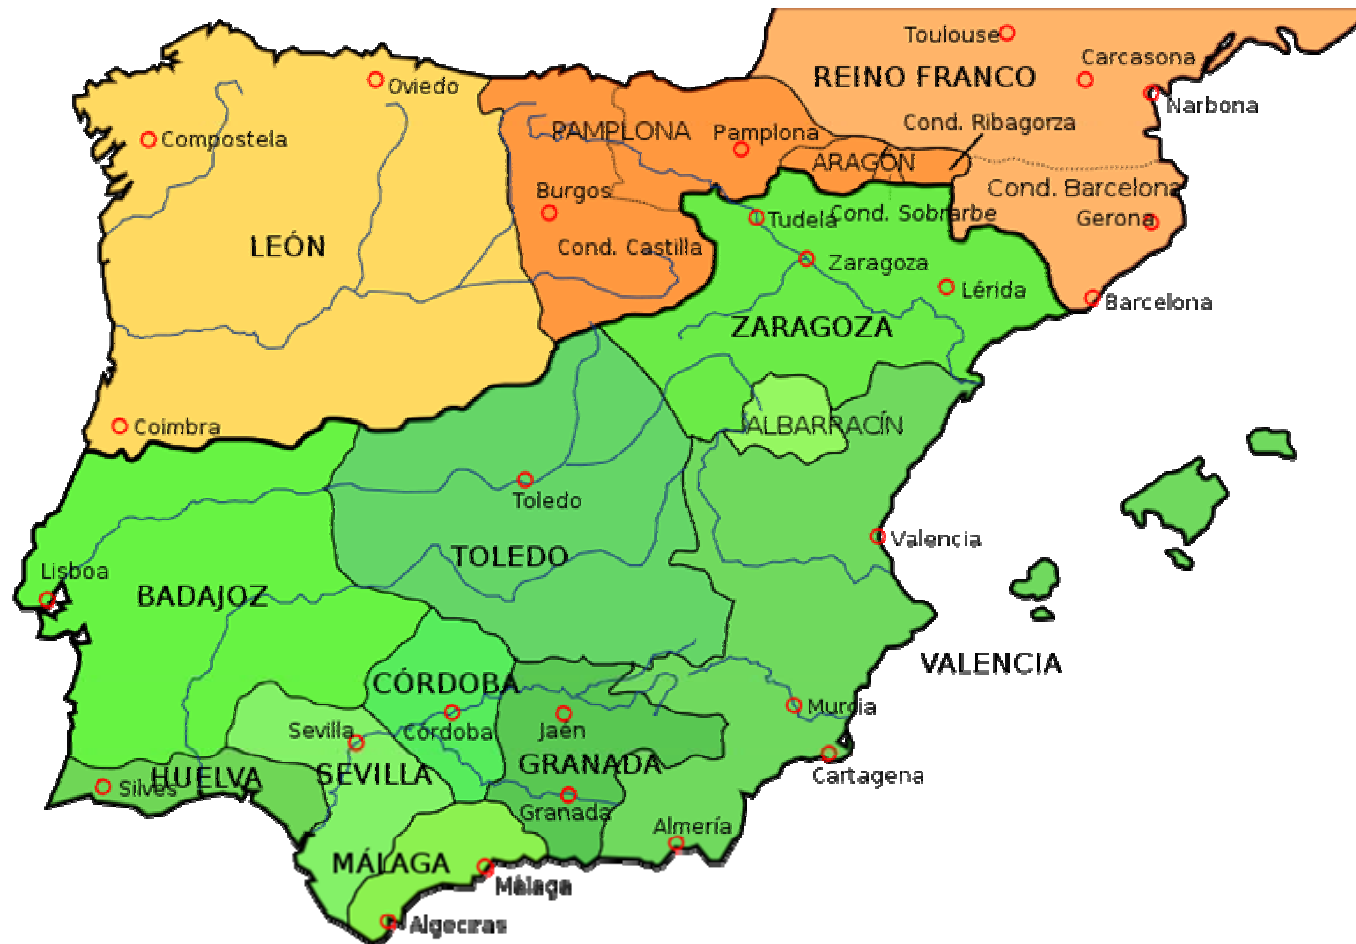 Toulouse
Carcasona
REINO FRANCO
Oviedo
Narbona
Cond. Ribagorza
Compostela
PAMPLONA
Pamplona
ARAGÓN
Cond. Barcelona
Burgos
Tudela
Cond. Sobrarbe
Gerona
LEÓN
Cond. Castilla
Zaragoza
Lérida
Barcelona
ZARAGOZA
Coimbra
ALBARRACÍN
Toledo
Valencia
TOLEDO
Lisboa
BADAJOZ
VALENCIA
CÓRDOBA
Murcia
Sevilla
Córdoba
Jaén
GRANADA
SEVILLA
HUELVA
Silves
Cartagena
Granada
Almería
MÁLAGA
Málaga
Algeciras